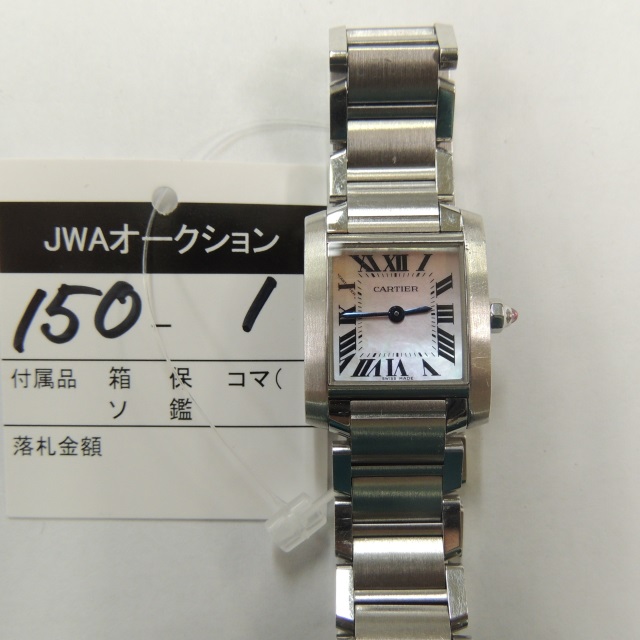 JWAオークション
150 - 1
付属品 箱 保 コマ(
ソ 鑑
落札金額
XII
CARTIER
SWISS MADE